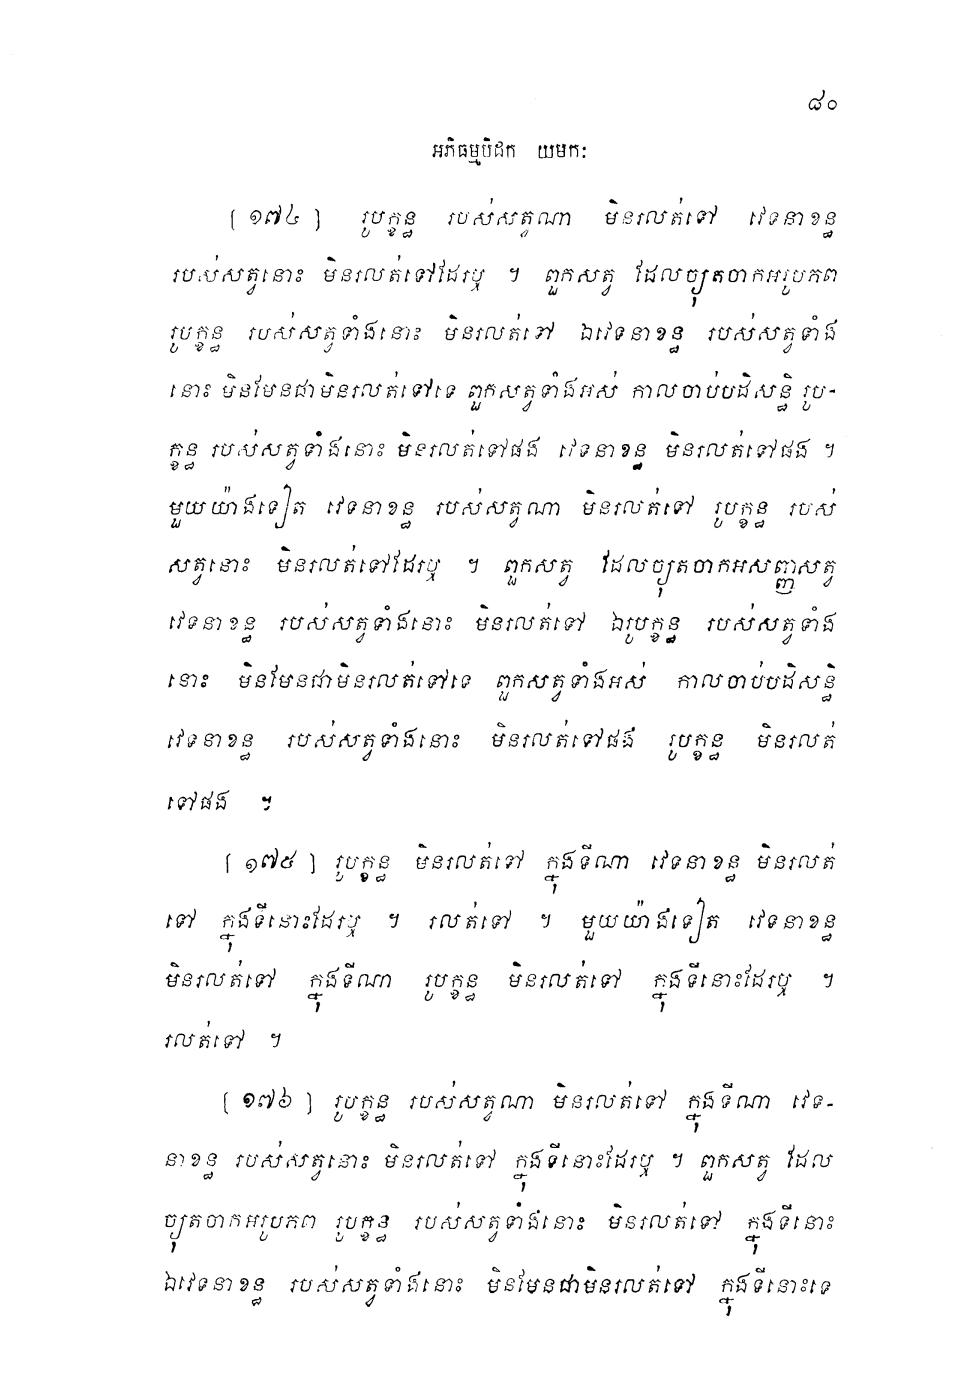 ៨០
អភិធម្មបិដក យមកៈ
[១៧៤] រូបក្ខន្ធ របស់សត្វណា មិនរលត់ទៅ វេទនាខន្ធ
របស់សត្វនោះ មិនរលត់ទៅដែរឬ ។ ពួកសត្វ ដែលច្យុតចាកអរូបភព
រូបក្ខន្ធ របស់សត្វទាំងនោះ មិនរលត់ទៅ ឯវេទនាខន្ធ របស់សត្វទាំង
នោះ មិនមែនជាមិនរលត់ទៅទេ ពួកសត្វទាំងអស់ កាលចាប់បដិសន្ធិ រូប-
ក្ខន្ធ របស់សត្វទាំងនោះ មិនរលត់ទៅផង វេទនាខន្ធ មិនរលត់ទៅផង ។
មួយយ៉ាងទៀត វេទនាខន្ធ របស់សត្វណា មិនរលត់ទៅ រូបក្ខន្ធ របស់
សត្វនោះ មិនរលត់ទៅដែរឬ ។ ពួកសត្វ ដែលច្យុតចាកអសញ្ញសត្វ
វេទនាខន្ធ របស់សត្វទាំងនោះ មិនរលត់ទៅ ឯរូបក្ខន្ធ របស់សត្វទាំង
នោះ មិនមែនជាមិនរលត់ទៅទេ ពួកសត្វទាំងអស់ កាលចាប់បដិសន្ធិ
វេទនាខន្ធ របស់សត្វទាំងនោះ មិនរលត់ទៅផង រូបក្ខន្ធ មិនរលត់
ទៅផង ។
[១៧៥] រូបក្ខន្ធ មិនរលត់ទៅ ក្នុងទីណា វេទនាខន្ធ មិនរលត់
ទៅ ក្នុងទីនោះដែរឬ ។ រលត់ទៅ ។ មួយយ៉ាងទៀត វេទនាខន្ធ
មិនរលត់ទៅ ក្នុងទីណា រូបក្ខន្ធ មិនរលត់ទៅ ក្នុងទីនោះដែរឬ ។
រលត់ទៅ ។
[១៧៦] រូបក្ខន្ធ របស់សត្វណា មិនរលត់ទៅ ក្នុងទីណា វេទ-
នាខន្ធ របស់សត្វនោះ មិនរលត់ទៅ ក្នុងទីនោះដែរឬ ។ ពួកសត្វ ដែល
ច្យុតចាកអរូបភព រូបក្ខន្ធ របស់សត្វទាំងនោះ មិនរលត់ទៅ ក្នុងទីនោះ
ឯវេទនាខន្ធ របស់សត្វទាំងនោះ មិនមែនជាមិនរលត់ទៅ ក្នុងទីនោះទេ